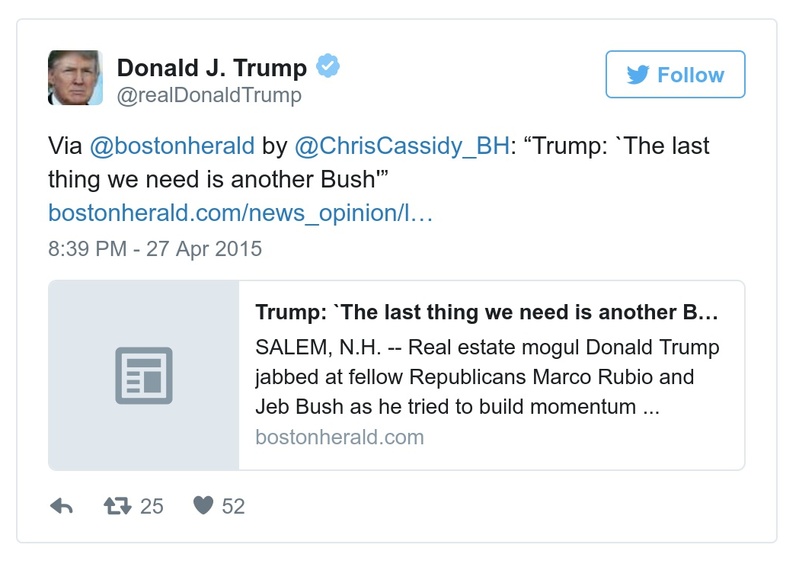 Donald J. Trump
@realDonaldTrump
Follow
Via @bostonherald by @ChrisCassidy_BH: “Trump: `The last
thing we need is another Bush'”
bostonherald.com/news_opinion/l…
8:39 PM - 27 Apr 2015
Trump: `The last thing we need is another B…
SALEM, N.H. -- Real estate mogul Donald Trump
jabbed at fellow Republicans Marco Rubio and
Jeb Bush as he tried to build momentum ...
bostonherald.com
25 52